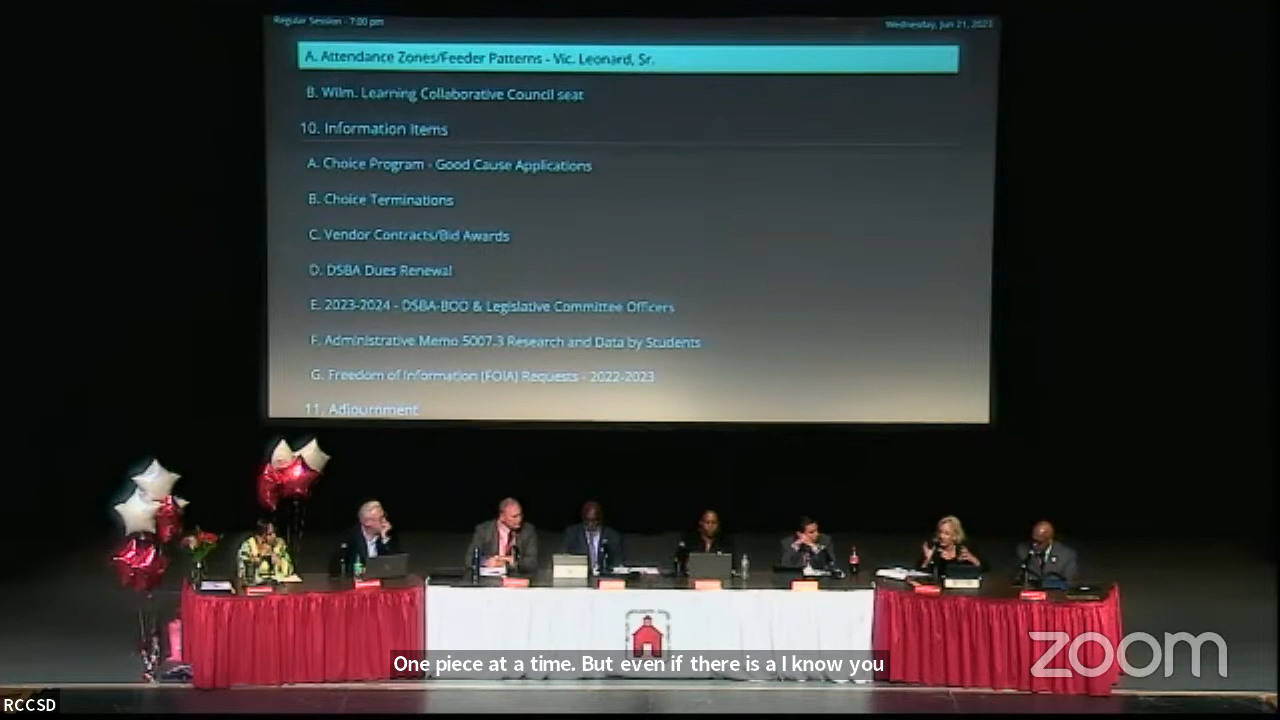 Regular Session - 7:00 pm
Wednesday, Jun 21, 2023
A. Attendance Zones/Feeder Patterns - Vic. Leonard, Sr.
B. Wilm. Learning Collaborative Council seat
10. Information Items
A. Choice Program - Good Cause Applications
B. Choice Terminations
C. Vendor Contracts/Bid Awards
D. DSBA Dues Renewal
E. 2023-2024 - DSBA-BOD & Legislative Committee Officers
F. Administrative Memo 5007.3 Research and Data by Students
G. Freedom of Information (FOIA) Requests - 2022-2023
11. Adjournment
One piece at a time. But even if there is a I know you
zoom
RCCSD